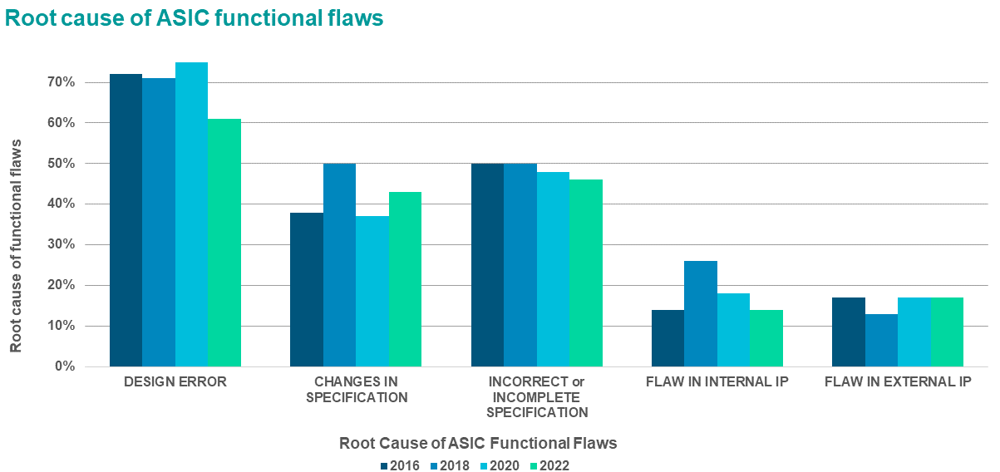 Root cause of ASIC functional flaws
Root cause of functional flaws
70%
60%
50%
40%
30%
20%
10%
0%
DESIGN ERROR
CHANGES IN
SPECIFICATION
INCORRECT or
INCOMPLETE
SPECIFICATION
FLAW IN INTERNAL IP
FLAW IN EXTERNAL IP
Root Cause of ASIC Functional Flaws
2016 2018 2020 2022